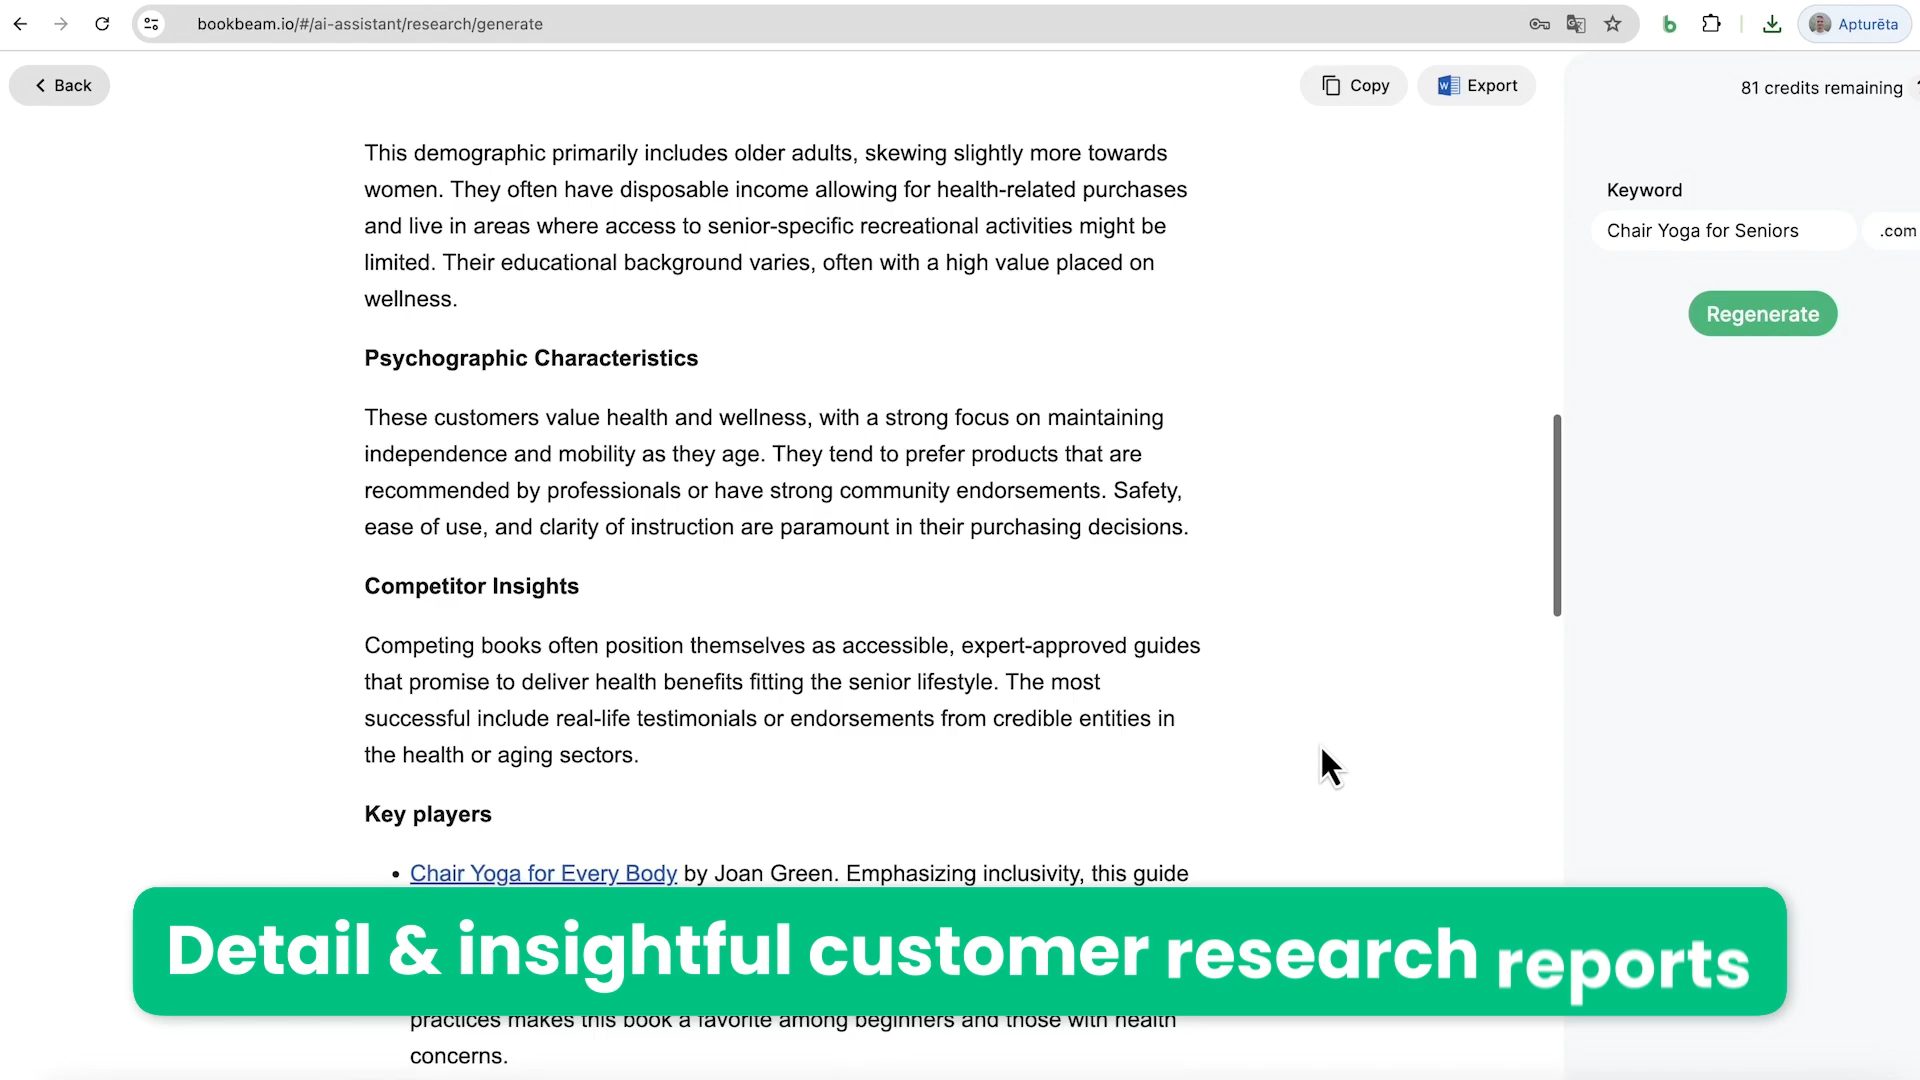 bookbeam.io/#/ai-assistant/research/generate
Apturēta
Back
Copy
Export
81 credits remaining
This demographic primarily includes older adults, skewing slightly more towards
women. They often have disposable income allowing for health-related purchases
and live in areas where access to senior-specific recreational activities might be
limited. Their educational background varies, often with a high value placed on
wellness.
Psychographic Characteristics
These customers value health and wellness, with a strong focus on maintaining
independence and mobility as they age. They tend to prefer products that are
recommended by professionals or have strong community endorsements. Safety,
ease of use, and clarity of instruction are paramount in their purchasing decisions.
Competitor Insights
Competing books often position themselves as accessible, expert-approved guides
that promise to deliver health benefits fitting the senior lifestyle. The most
successful include real-life testimonials or endorsements from credible entities in
the health or aging sectors.
Key players
• Chair Yoga for Every Body by Joan Green. Emphasizing inclusivity, this guide
Detail & insightful customer research reports
practices makes this book a favorite among beginners and those with health
concerns.
Keyword
Chair Yoga for Seniors
.com
Regenerate